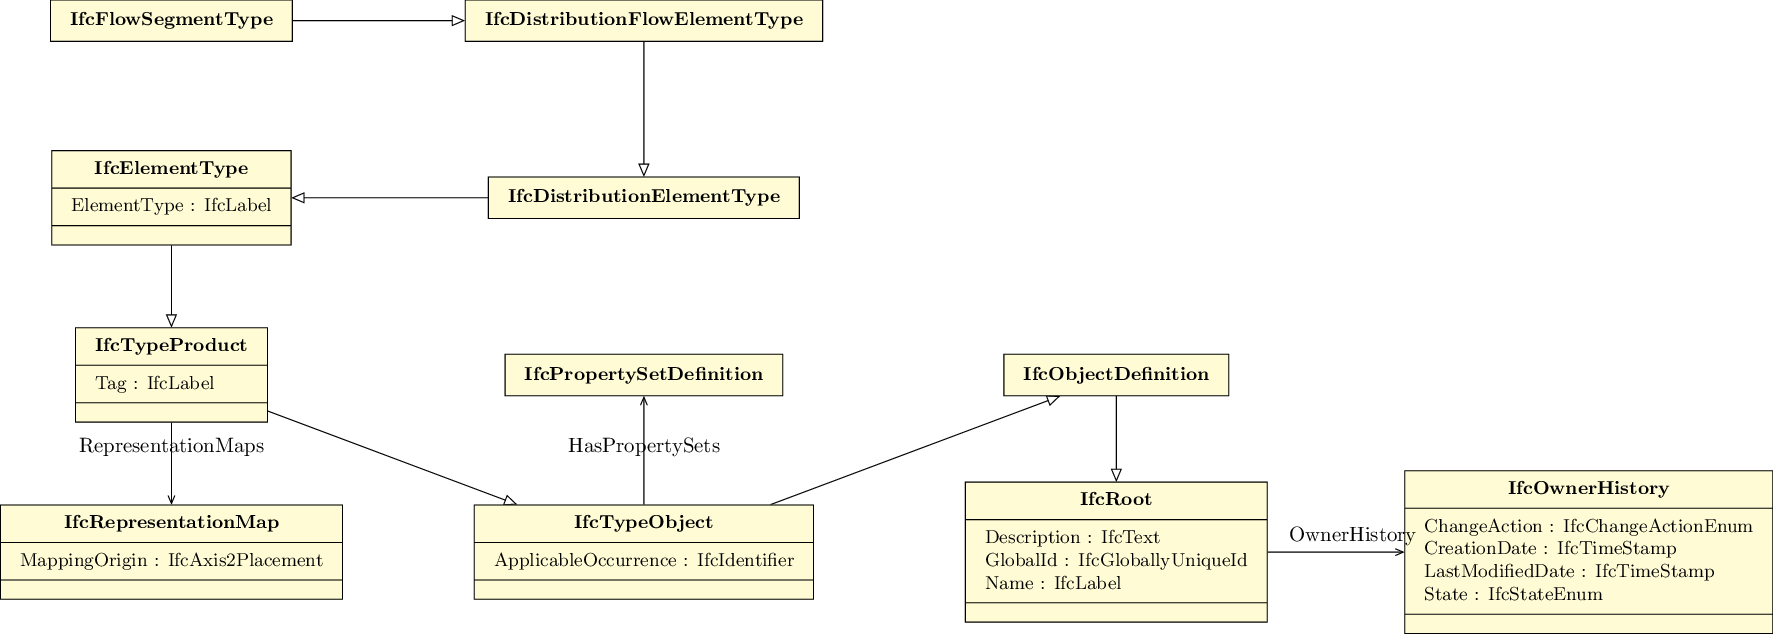 IfcFlowSegmentType
IfcDistributionFlowElementType
IfcElementType
ElementType : IfcLabel
IfcDistributionElementType
IfcTypeProduct
Tag : IfcLabel
IfcPropertySetDefinition
IfcObjectDefinition
RepresentationMaps
HasPropertySets
IfcRepresentationMap
MappingOrigin : IfcAxis2Placement
IfcTypeObject
ApplicableOccurrence : IfcIdentifier
IfcRoot
Description : IfcText
GlobalId : IfcGloballyUniqueId
Name : IfcLabel
OwnerHistory
IfcOwnerHistory
ChangeAction : IfcChangeActionEnum
CreationDate : IfcTimeStamp
LastModifiedDate : IfcTimeStamp
State : IfcStateEnum